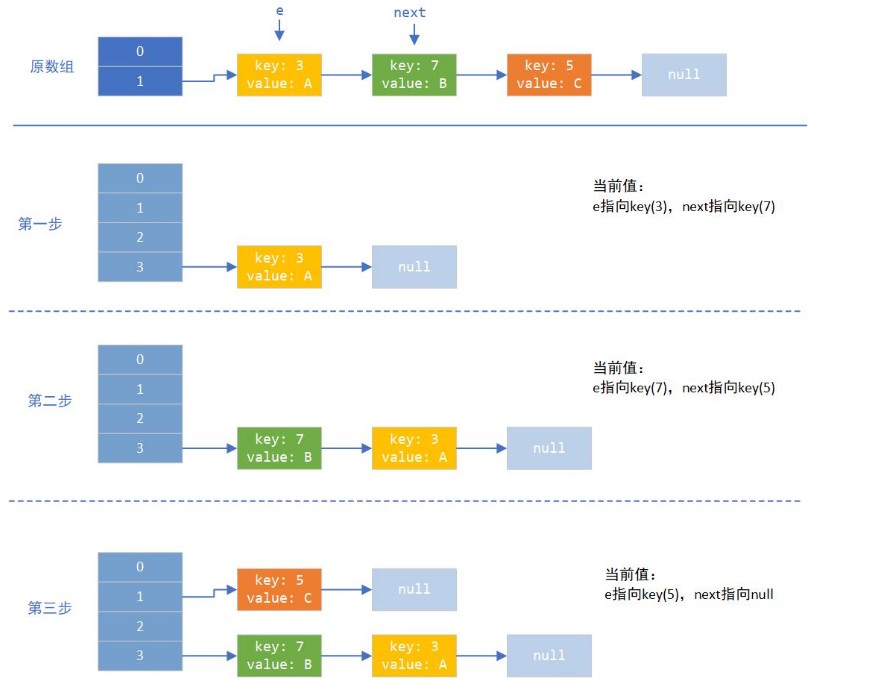 e
next
原数组
0
1
key: 3
value: A
key: 7
value: B
key: 5
value: C
null
第一步
0
1
2
3
key: 3
value: A
null
当前值：
e指向key(3)，next指向key(7)
第二步
0
1
2
3
key: 7
value: B
key: 3
value: A
null
当前值：
e指向key(7)，next指向key(5)
第三步
0
1
2
3
key: 5
value: C
null
key: 7
value: B
key: 3
value: A
null
当前值：
e指向key(5)，next指向null